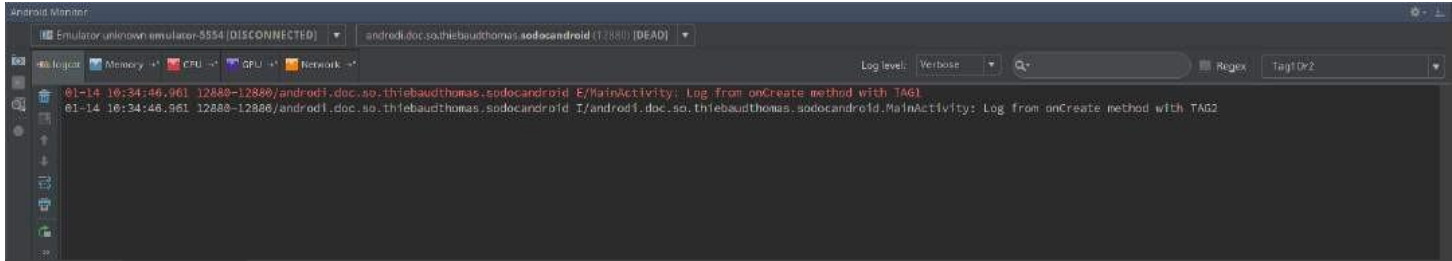 Android Monitor
Emulator unknown emulator-5554 [DISCONNECTED] androdi.doc.so.thiebaudthomas.sodocandroid (12880) [DEAD]
logcat Memory CPU GPU Network Log level: Verbose Regex Tag1Or2
01-14 10:34:46.961 12880-12880/androdi.doc.so.thiebaudthomas.sodocandroid E/MainActivity: Log from onCreate method with TAG1
01-14 10:34:46.961 12880-12880/androdi.doc.so.thiebaudthomas.sodocandroid I/androdi.doc.so.thiebaudthomas.sodocandroid.MainActivity: Log from onCreate method with TAG2